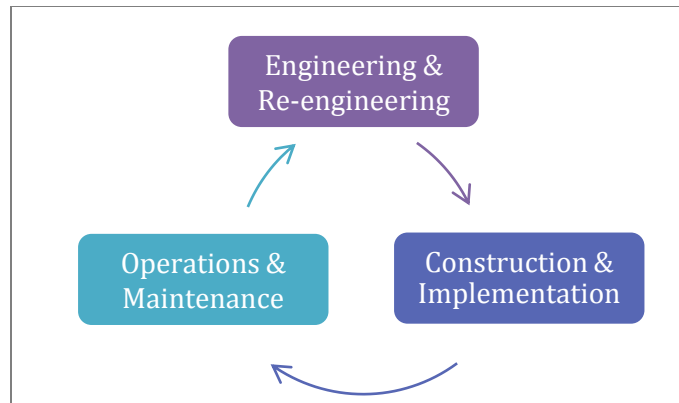 Engineering &
Re-engineering
Operations &
Maintenance
Construction &
Implementation